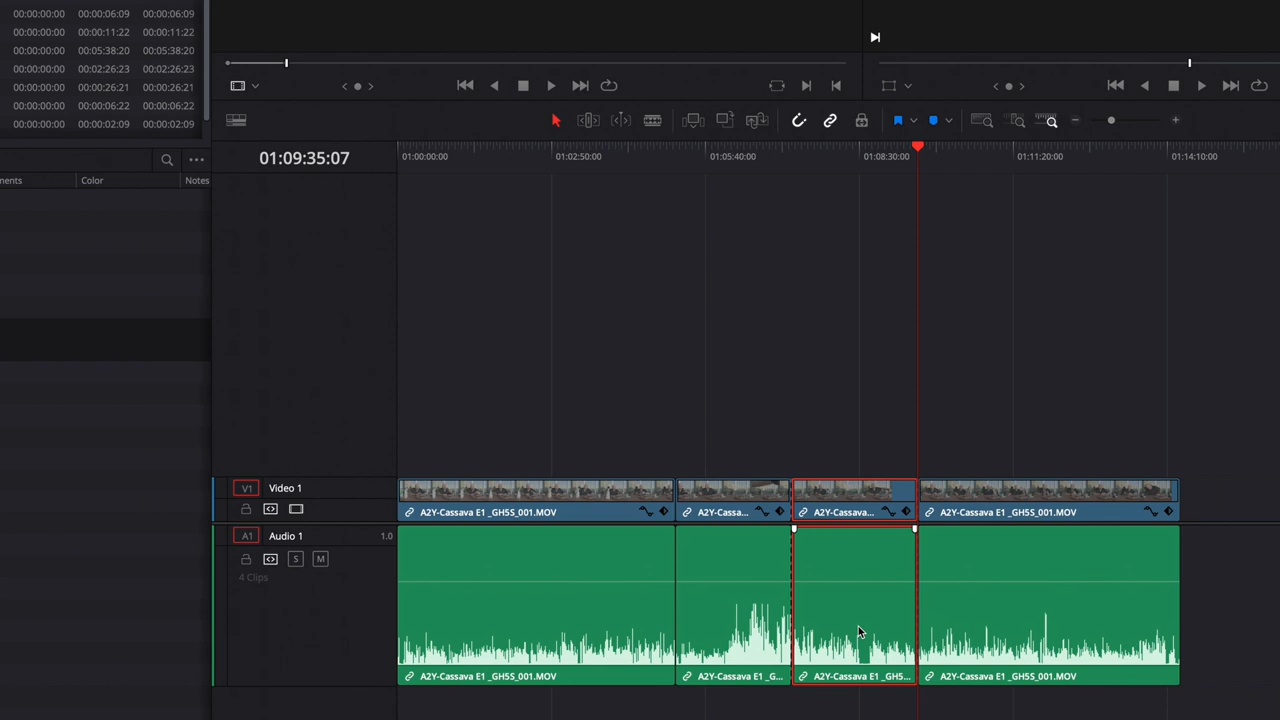 00:00:00:00 00:00:06:09 00:00:06:09
00:00:00:00 00:00:11:22 00:00:11:22
00:00:00:00 00:05:38:20 00:05:38:20
00:00:00:00 00:02:26:23 00:02:26:23
00:00:00:00 00:00:26:21 00:00:26:21
00:00:00:00 00:00:06:22 00:00:06:22
00:00:00:00 00:00:02:09 00:00:02:09
ments Color Notes
01:09:35:07
01:00:00:00 01:02:50:00 01:05:40:00 01:08:30:00 01:11:20:00 01:14:10:00
V1 Video 1
A2Y-Cassava E1 _GH5S_001.MOV A2Y-Cassa... A2Y-Cassava... A2Y-Cassava E1 _GH5S_001.MOV
A1 Audio 1 1.0
S M
4 Clips
A2Y-Cassava E1 _GH5S_001.MOV A2Y-Cassava E1 _G... A2Y-Cassava E1 _GH5... A2Y-Cassava E1 _GH5S_001.MOV